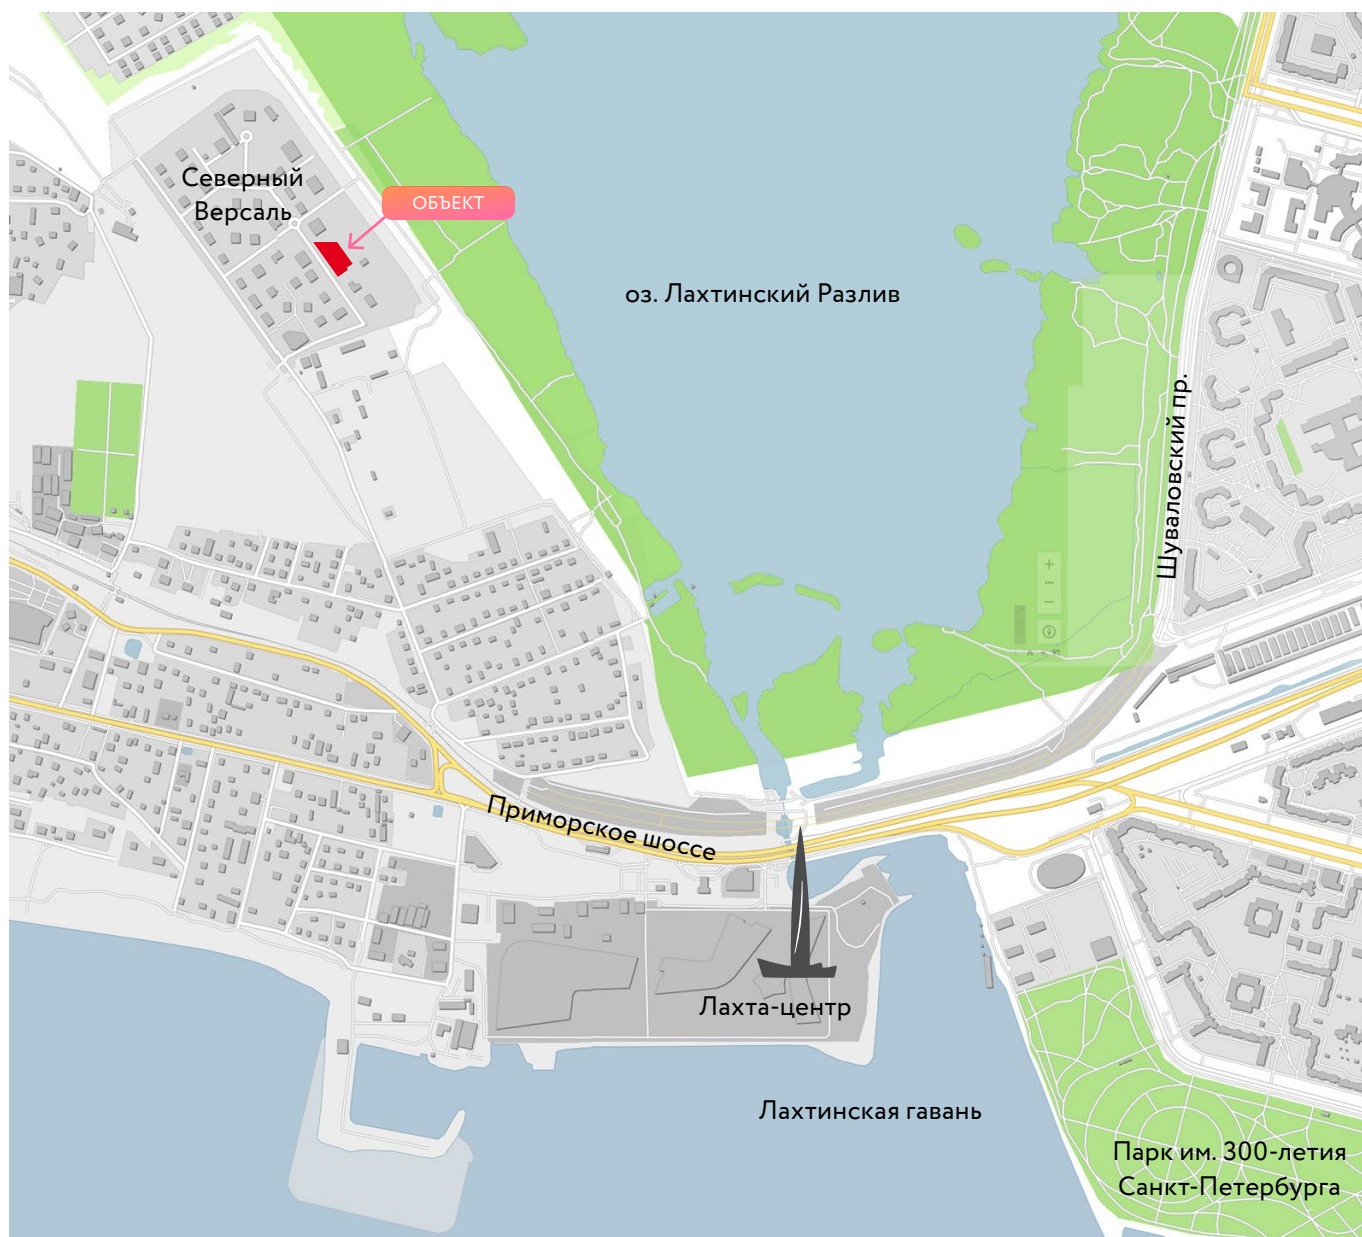 Северный
Версаль
ОБЪЕКТ
оз. Лахтинский Разлив
Шуваловский пр.
Приморское шоссе
Лахта-центр
Лахтинская гавань
Парк им. 300-летия
Санкт-Петербурга